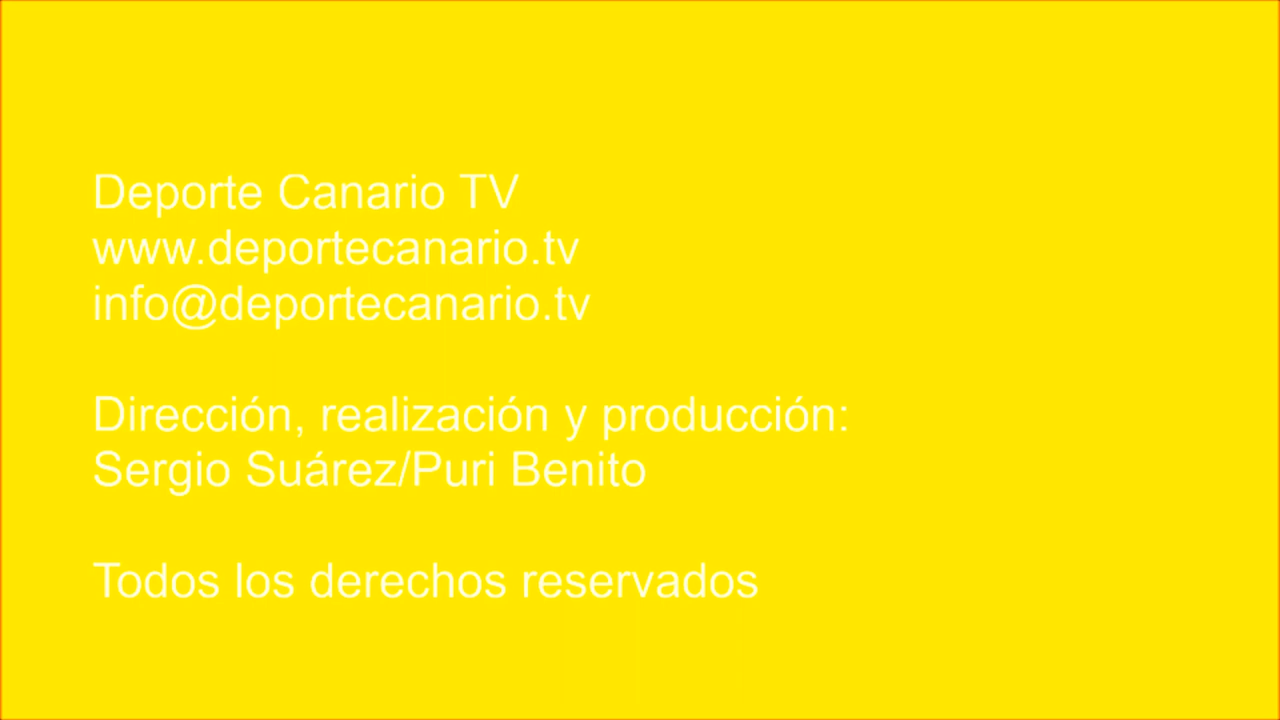 Deporte Canario TV
www.deportecanario.tv
info@deportecanario.tv
Dirección, realización y producción:
Sergio Suárez/Puri Benito
Todos los derechos reservados